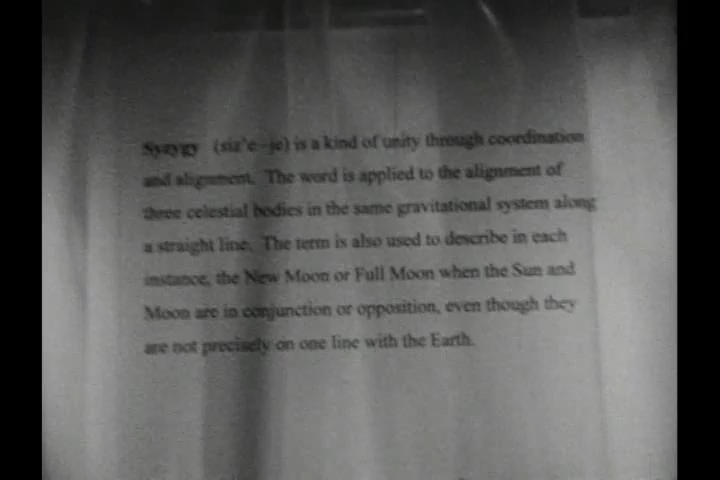 Syzygy (siz'e-je) is a kind of unity through coordination
and alignment. The word is applied to the alignment of
three celestial bodies in the same gravitational system along
a straight line. The term is also used to describe in each
instance, the New Moon or Full Moon when the Sun and
Moon are in conjunction or opposition, even though they
are not precisely on one line with the Earth.